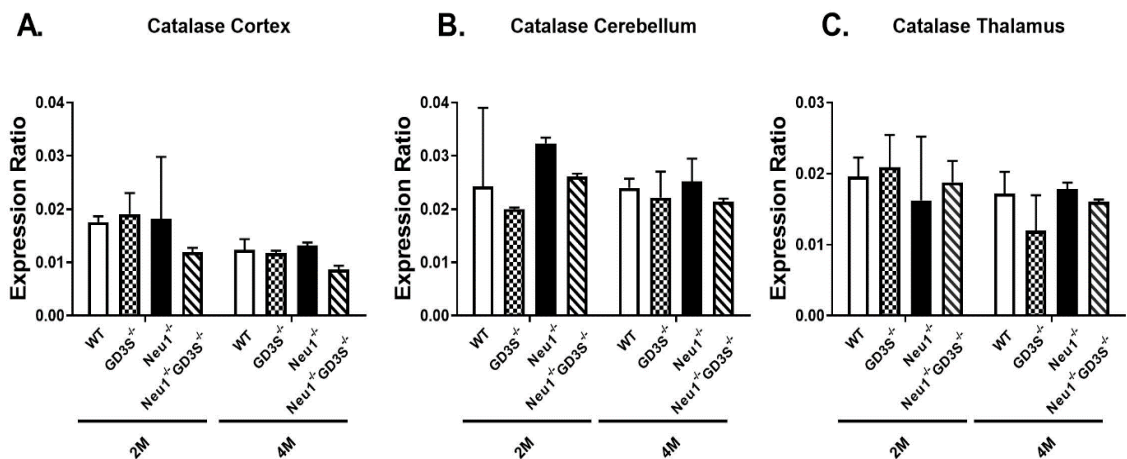 A. Catalase Cortex
Expression Ratio
0.04
0.03
0.02
0.01
0.00
WT
GD3S-/-
Neu1-/-
Neu1-/-GD3S-/-
WT
GD3S-/-
Neu1-/-
Neu1-/-GD3S-/-
2M
4M
B. Catalase Cerebellum
Expression Ratio
0.04
0.03
0.02
0.01
0.00
WT
GD3S-/-
Neu1-/-
Neu1-/-GD3S-/-
WT
GD3S-/-
Neu1-/-
Neu1-/-GD3S-/-
2M
4M
C. Catalase Thalamus
Expression Ratio
0.03
0.02
0.01
0.00
WT
GD3S-/-
Neu1-/-
Neu1-/-GD3S-/-
WT
GD3S-/-
Neu1-/-
Neu1-/-GD3S-/-
2M
4M